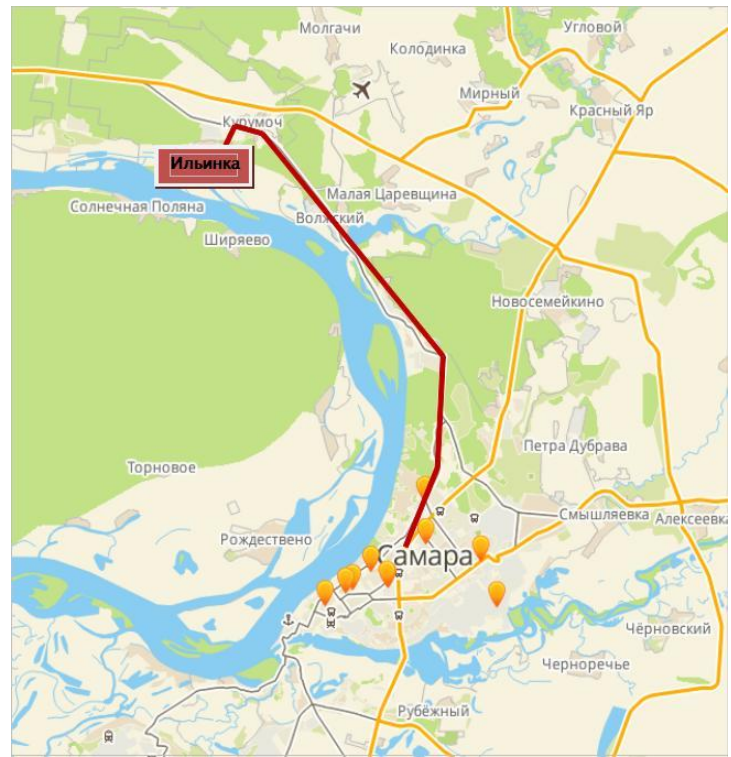 Молгачи
Угловой
Колодинка
Мирный
Красный Яр
Курумоч
Ильинка
Малая Царевщина
Солнечная Поляна
Волжский
Ширяево
Новосемейкино
Петра Дубрава
Торновое
Смышляевка
Алексеевка
Рождествено
Самара
Чёрновский
Черноречье
Рубёжный